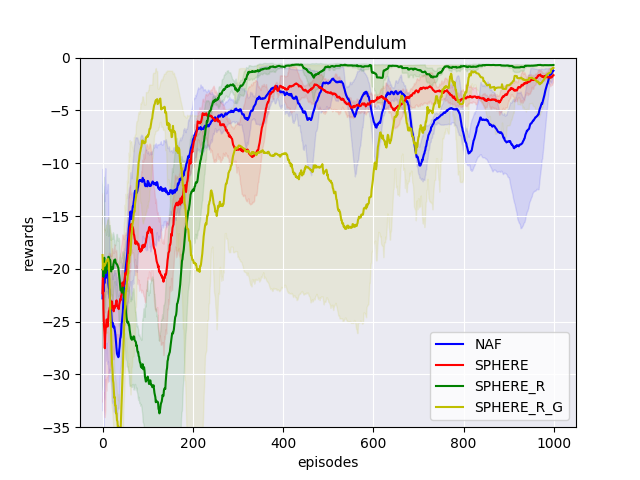 TerminalPendulum
rewards
0
−5
−10
−15
−20
−25
−30
−35
0 200 400 600 800 1000
episodes
NAF
SPHERE
SPHERE_R
SPHERE_R_G